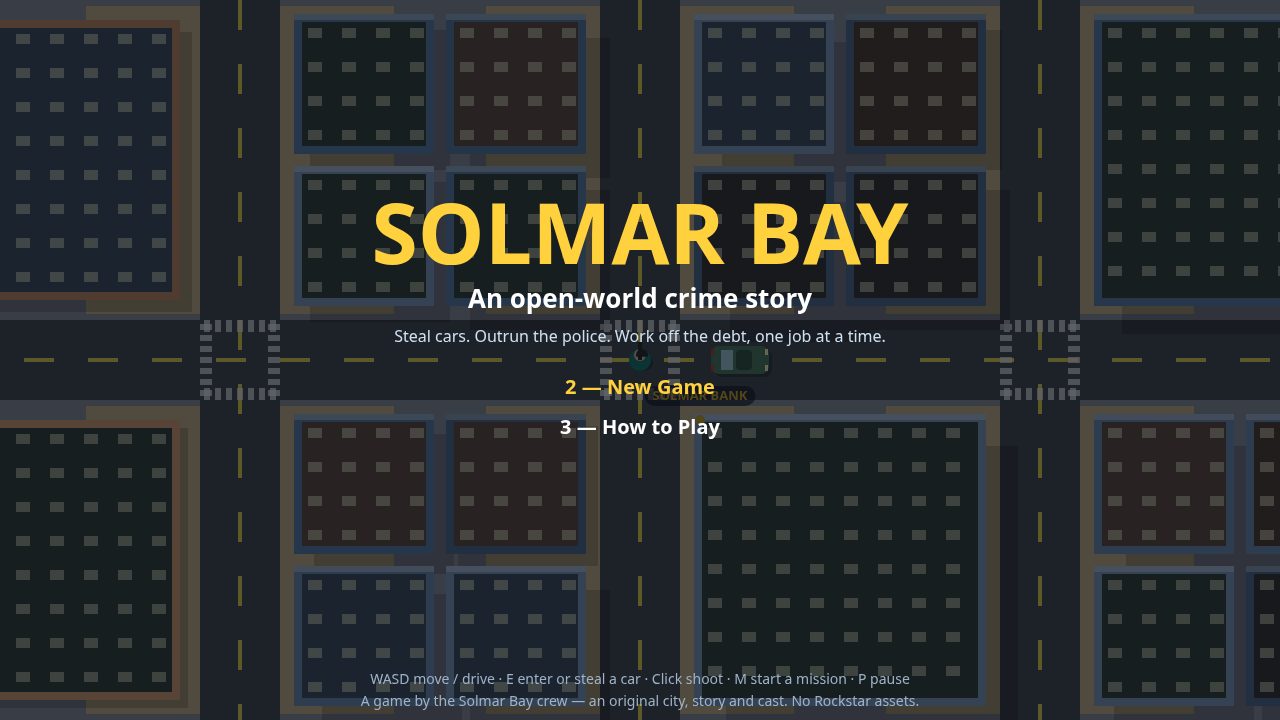 SOLMAR BAY
An open-world crime story
Steal cars. Outrun the police. Work off the debt, one job at a time.
2 — New Game
SOLMAR BANK
3 — How to Play
WASD move / drive · E enter or steal a car · Click shoot · M start a mission · P pause
A game by the Solmar Bay crew — an original city, story and cast. No Rockstar assets.